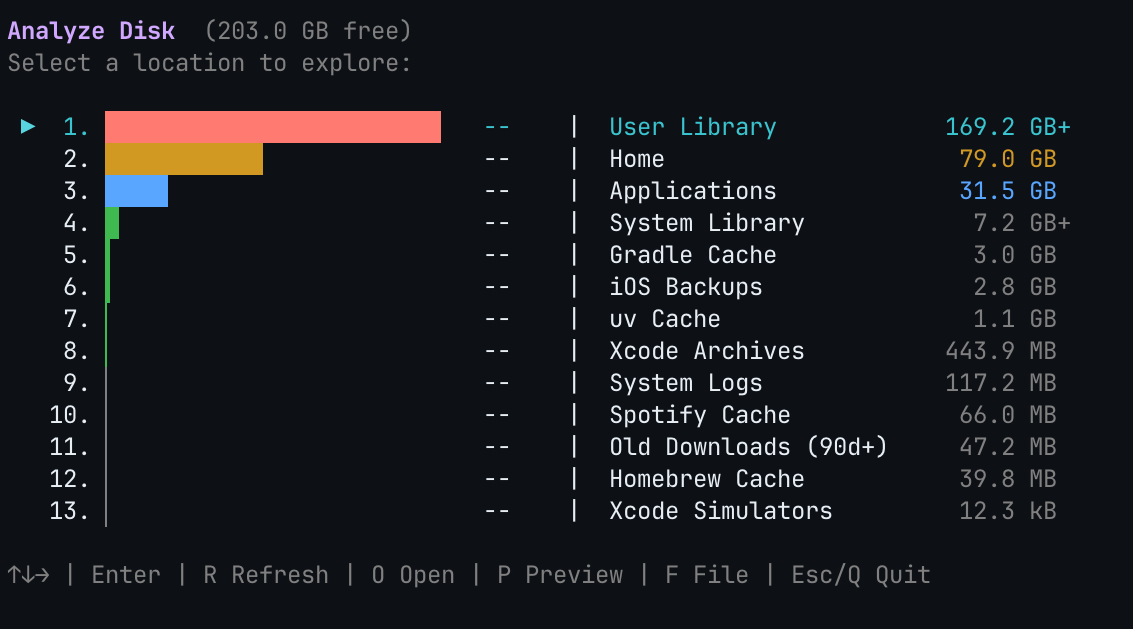 Analyze Disk (203.0 GB free)
Select a location to explore:
▶ 1. -- | User Library 169.2 GB+
2. -- | Home 79.0 GB
3. -- | Applications 31.5 GB
4. -- | System Library 7.2 GB+
5. -- | Gradle Cache 3.0 GB
6. -- | iOS Backups 2.8 GB
7. -- | uv Cache 1.1 GB
8. -- | Xcode Archives 443.9 MB
9. -- | System Logs 117.2 MB
10. -- | Spotify Cache 66.0 MB
11. -- | Old Downloads (90d+) 47.2 MB
12. -- | Homebrew Cache 39.8 MB
13. -- | Xcode Simulators 12.3 kB
↑↓→ | Enter | R Refresh | O Open | P Preview | F File | Esc/Q Quit